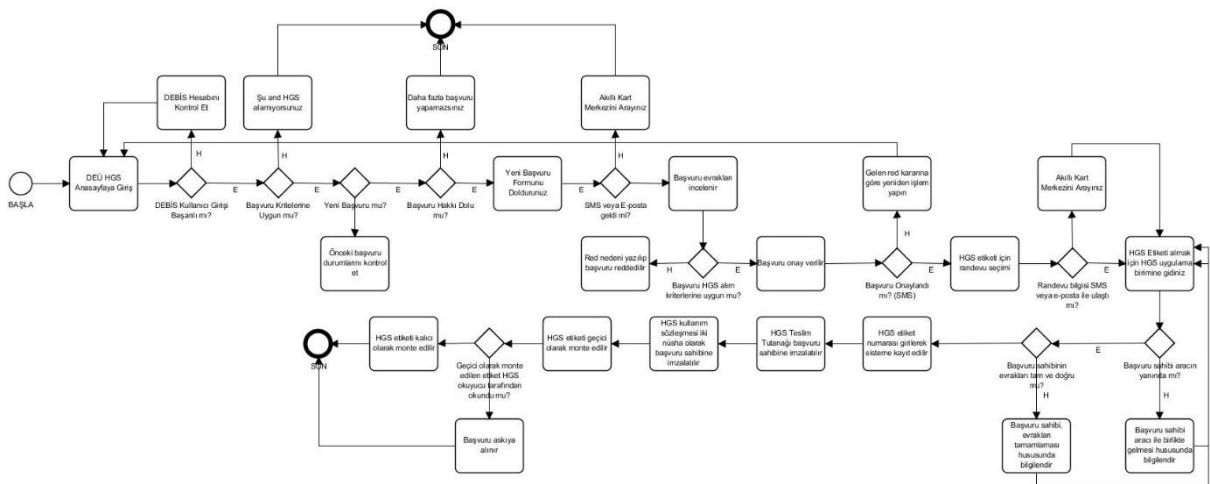 SON
DEBİS Hesabını
Kontrol Et
Şu and HGS
alamıyorsunuz
Daha fazla başvuru
yapamazsınız
Akıllı Kart
Merkezini Arayınız
H
H
H
H
BAŞLA
DEÜ HGS
Anasayfaya Giriş
E
DEBİS Kullanıcı Girişi
Başarılı mı?
E
Başvuru Kriterlerine
Uygun mu?
E
Yeni Başvuru mu?
E
Başvuru Hakkı Dolu
mu?
Yeni Başvuru
Formunu
Doldurunuz
E
SMS veya E-posta
geldi mi?
Başvuru evrakları
incelenir
Gelen red kararına
göre yeniden işlem
yapın
Akıllı Kart
Merkezini Arayınız
Önceki başvuru
durumlarını kontrol
et
Red nedeni yazılıp
başvuru reddedilir
H
E
Başvuru HGS alım
kriterlerine uygun mu?
Başvuru onay verilir
H
E
Başvuru Onaylandı
mı? (SMS)
HGS etiketi için
randevu seçimi
H
E
Randevu bilgisi SMS
veya e-posta ile ulaştı
mı?
HGS Etiketi almak
için HGS uygulama
birimine gidiniz
SON
HGS etiketi kalıcı
olarak monte edilir
Geçici olarak monte
edilen etiket HGS
okuyucu tarafından
okundu mu?
HGS etiketi geçici
olarak monte edilir
HGS kullanım
sözleşmesi iki
nüsha olarak
başvuru sahibine
imzalatılır
HGS Teslim
Tutanağı başvuru
sahibine imzalatılır
HGS etiket
numarası girilerek
sisteme kayıt edilir
Başvuru sahibinin
evrakları tam ve doğru
mu?
E
Başvuru sahibi aracın
yanında mı?
H
H
Başvuru askıya
alınır
Başvuru sahibi,
evrakları
tamamlaması
hususunda
bilgilendir
Başvuru sahibi
aracı ile birlikte
gelmesi hususunda
bilgilendir